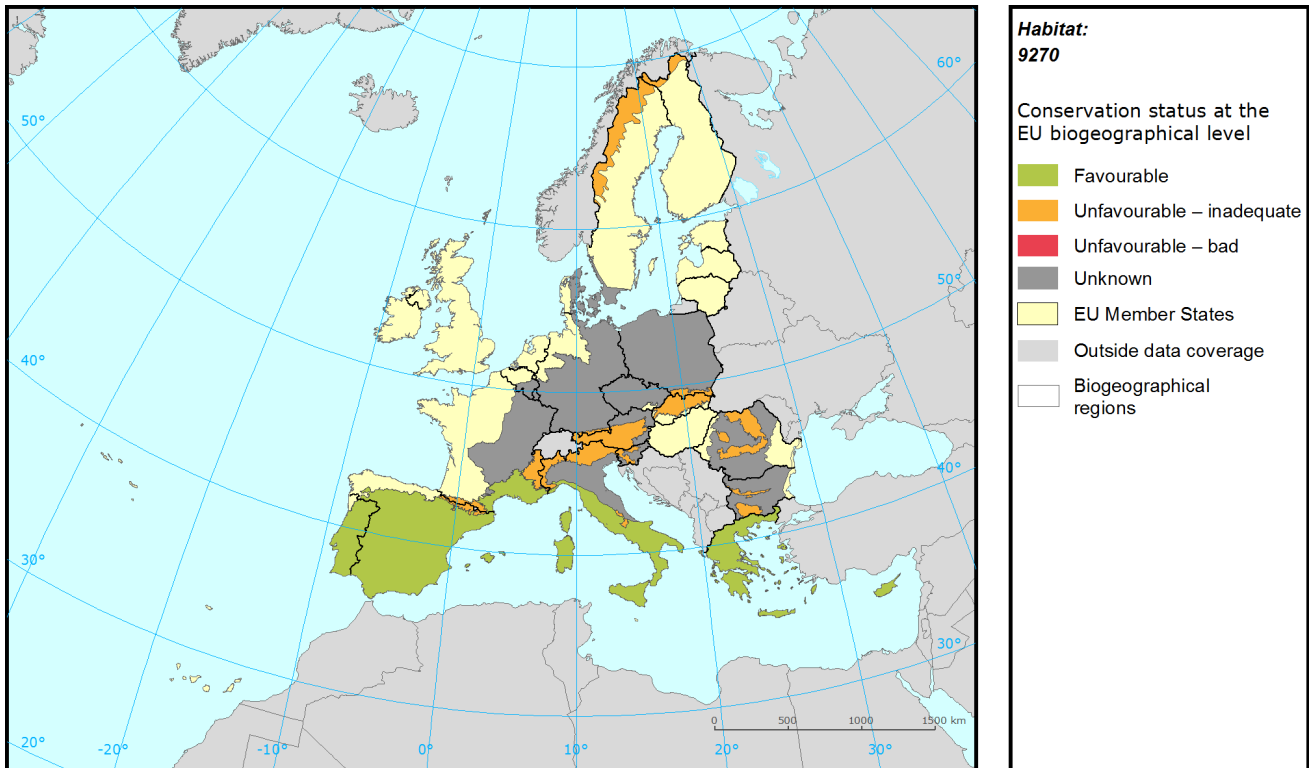 Habitat:
9270
Conservation status at the
EU biogeographical level
Favourable
Unfavourable – inadequate
Unfavourable – bad
Unknown
EU Member States
Outside data coverage
Biogeographical
regions
60°
50°
50°
40°
40°
30°
30°
0 500 1000 1500 km
20° -20° -10° 0° 10° 20° 30°